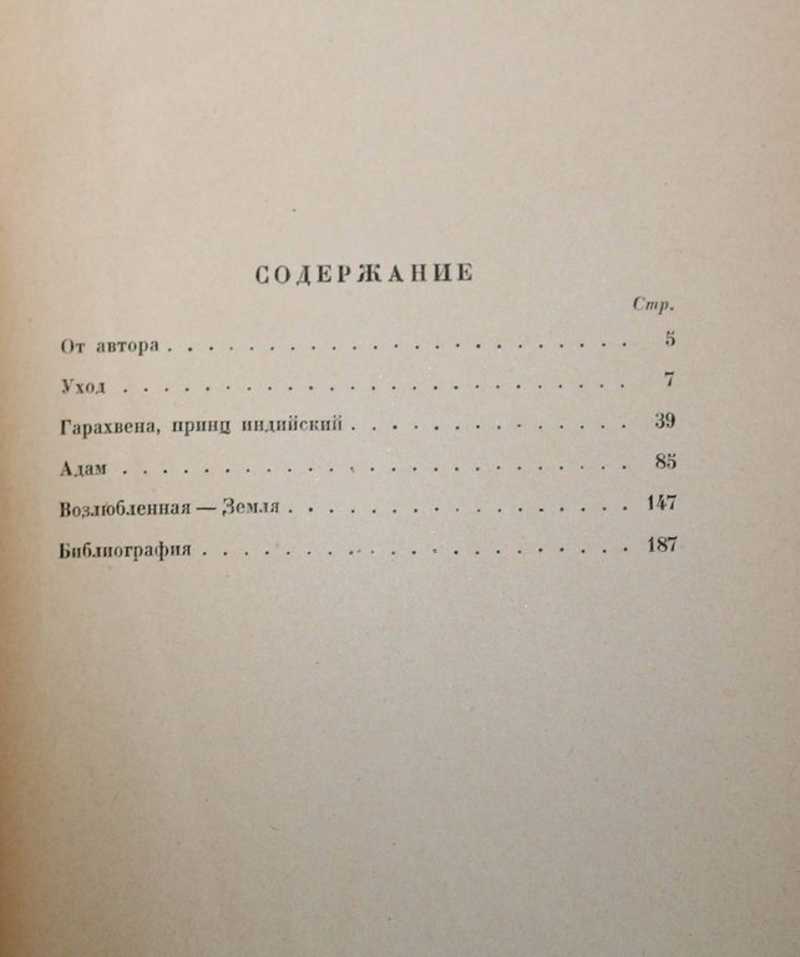 СОДЕРЖАНИЕ
Стр.
От автора . . . . . . . . . . . . . . . . . . . . . . . 5
Уход . . . . . . . . . . . . . . . . . . . . . . . . . 7
Гарахвена, принц индийский . . . . . . . . . . . . . . 39
Адам . . . . . . . . . . . . . . . . . . . . . . . . . 85
Возлюбленная — Земля . . . . . . . . . . . . . . . . . 147
Библиография . . . . . . . . . . . . . . . . . . . . . 187